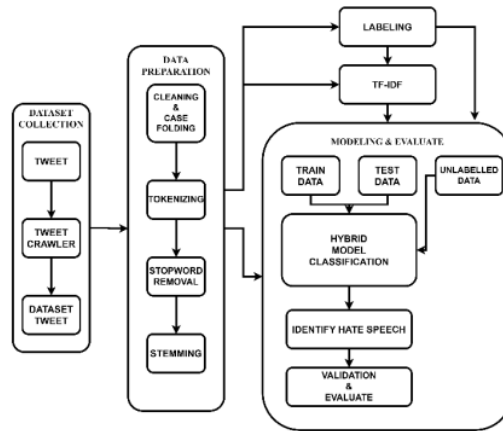 DATASET
COLLECTION
TWEET
TWEET
CRAWLER
DATASET
TWEET
DATA
PREPARATION
CLEANING
&
CASE
FOLDING
TOKENIZING
STOPWORD
REMOVAL
STEMMING
LABELING
TF-IDF
MODELING & EVALUATE
TRAIN
DATA
TEST
DATA
UNLABELLED
DATA
HYBRID
MODEL
CLASSIFICATION
IDENTIFY HATE SPEECH
VALIDATION
&
EVALUATE